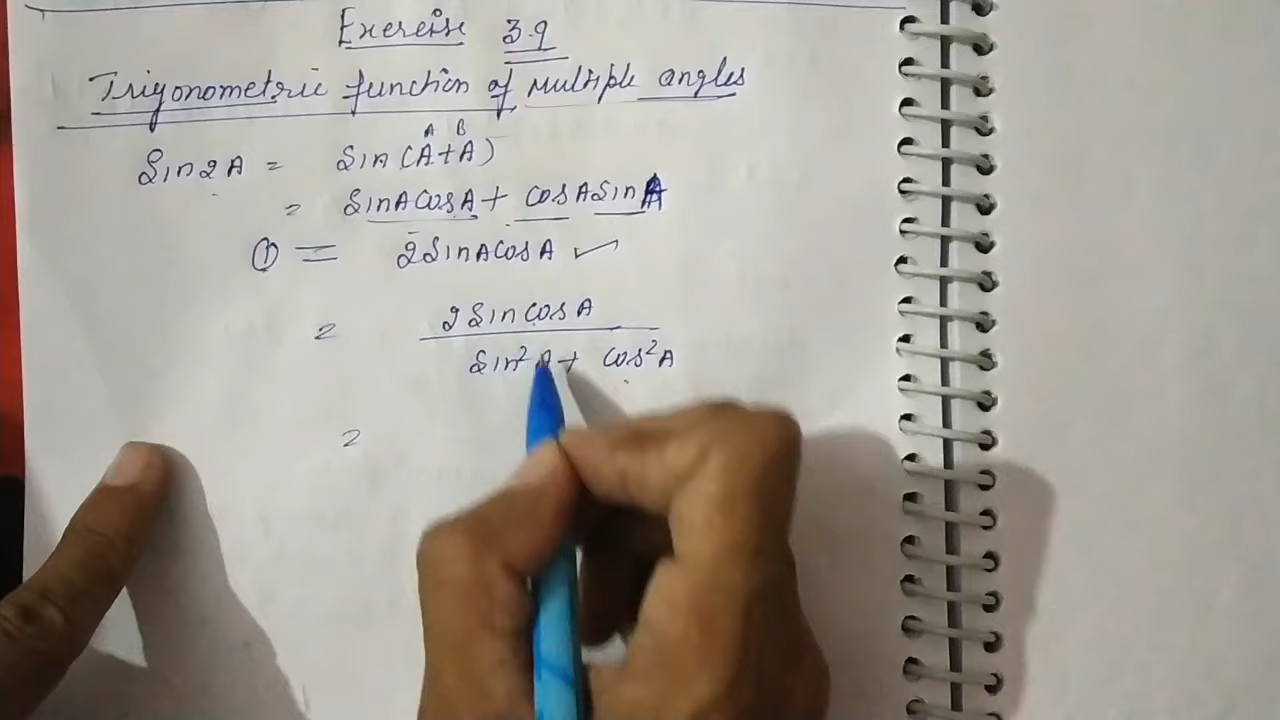 Exercise 3.9
Trigonometric function of multiple angles
A B
Sin2A = Sin(A+A)
= SinACosA + CosASinA
① = 2SinACosA ✓
= 2SinCosA
Sin²A + Cos²A
=